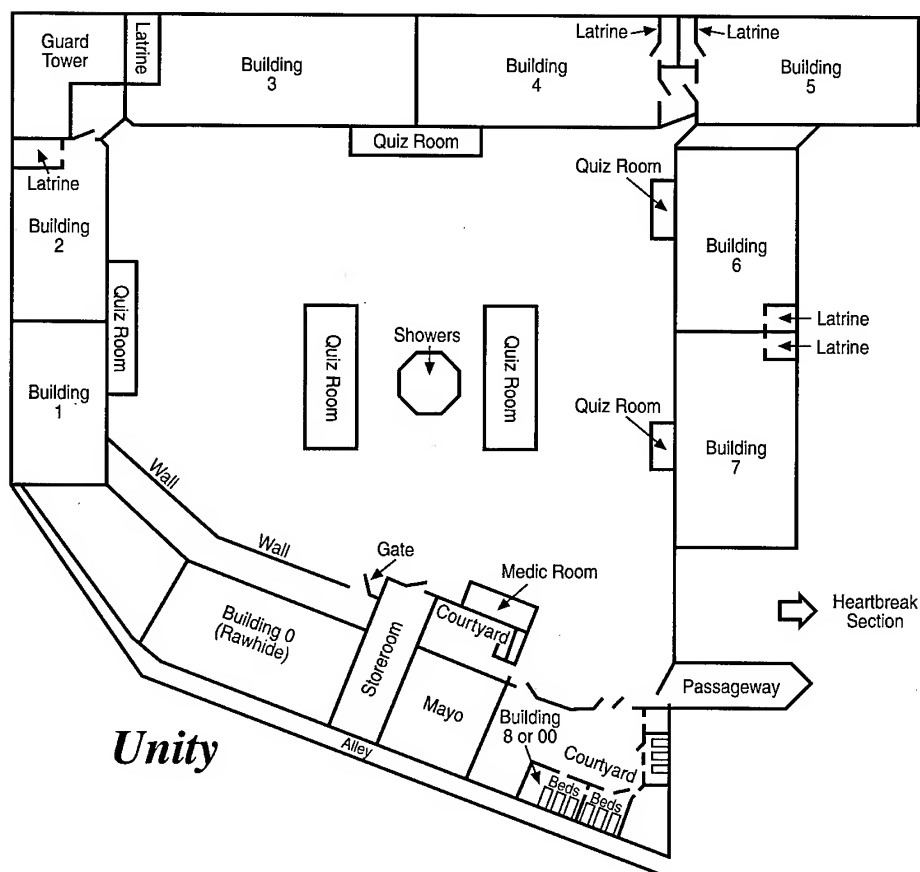 Guard
Tower
Latrine
Building
3
Building
4
Latrine
Latrine
Building
5
Quiz Room
Latrine
Building
2
Quiz Room
Quiz Room
Building
6
Latrine
Latrine
Building
1
Quiz Room
Showers
Quiz Room
Quiz Room
Building
7
Wall
Wall
Gate
Medic Room
Heartbreak
Section
Building 0
(Rawhide)
Storeroom
Courtyard
Mayo
Passageway
Building
8 or 00
Courtyard
Beds
Beds
Alley
Unity